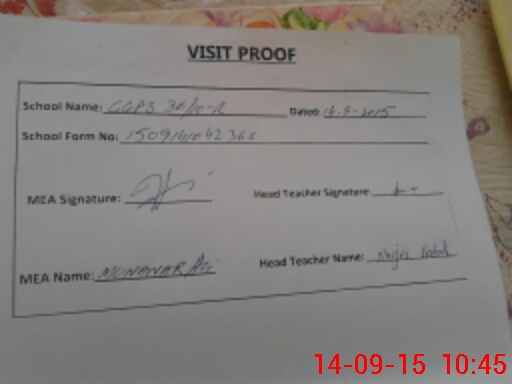 VISIT PROOF
School Name: GGPS 36/10-R Dated: 14-9-2015
School Form No:
MEA Signature: Head Teacher Signature
MEA Name: MUNAWAR Ali Head Teacher Name:
14-09-15 10:45